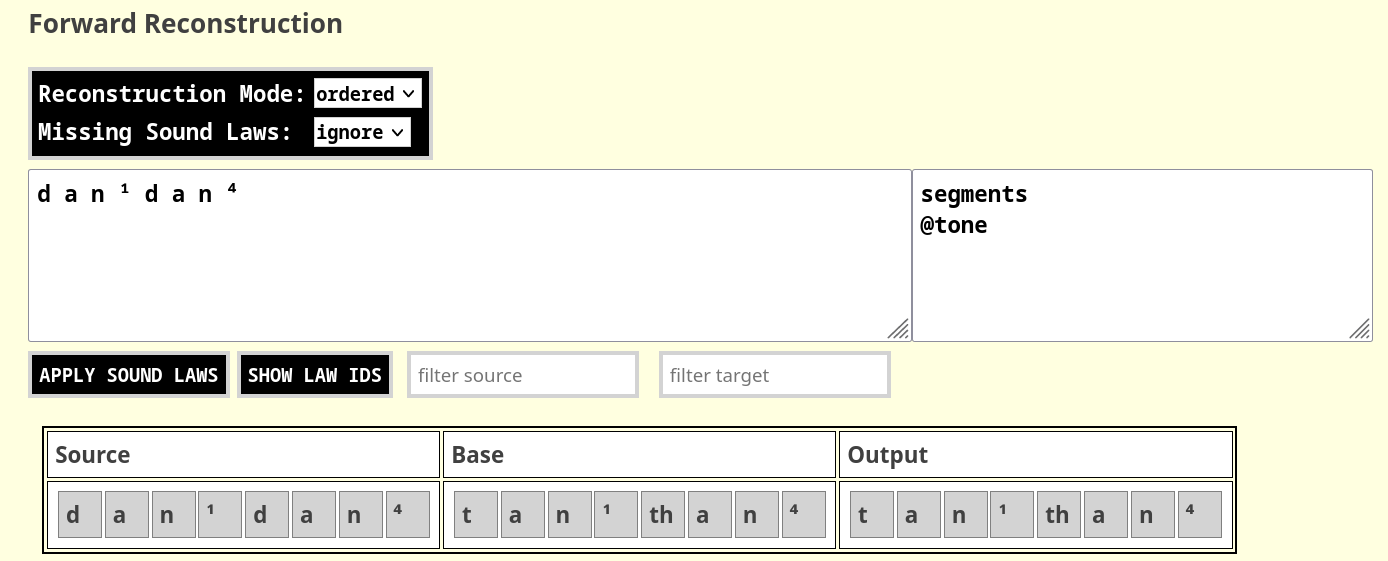 Forward Reconstruction
Reconstruction Mode: ordered
Missing Sound Laws: ignore
d a n ¹ d a n ⁴
segments
@tone
APPLY SOUND LAWS SHOW LAW IDS filter source filter target
Source Base Output
d a n ¹ d a n ⁴ t a n ¹ th a n ⁴ t a n ¹ th a n ⁴